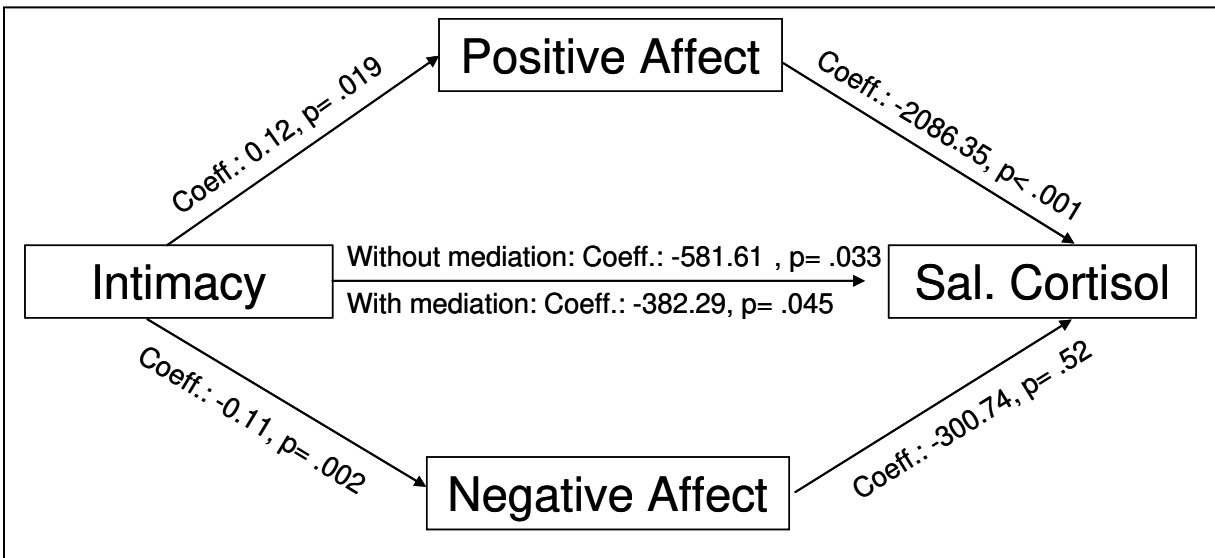 Positive Affect
Coeff.: 0.12, p= .019
Coeff.: -2086.35, p< .001
Intimacy
Without mediation: Coeff.: -581.61 , p= .033
With mediation: Coeff.: -382.29, p= .045
Sal. Cortisol
Coeff.: -0.11, p= .002
Coeff.: -300.74, p= .52
Negative Affect